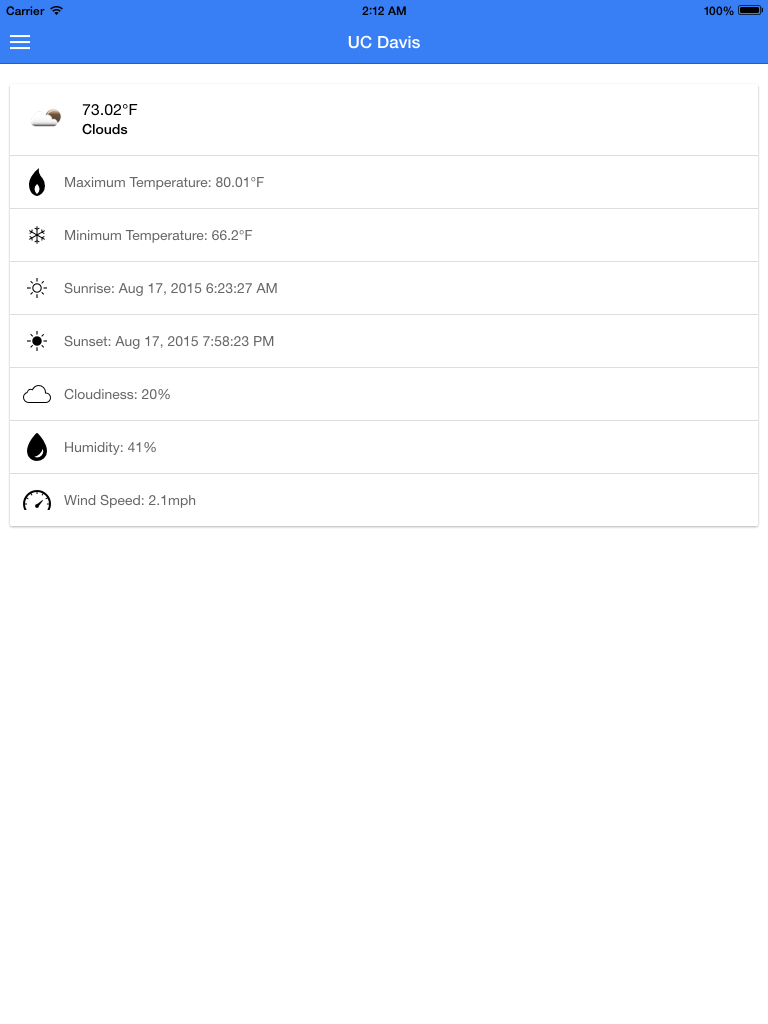 Carrier 2:12 AM 100%
UC Davis
73.02°F
Clouds
Maximum Temperature: 80.01°F
Minimum Temperature: 66.2°F
Sunrise: Aug 17, 2015 6:23:27 AM
Sunset: Aug 17, 2015 7:58:23 PM
Cloudiness: 20%
Humidity: 41%
Wind Speed: 2.1mph